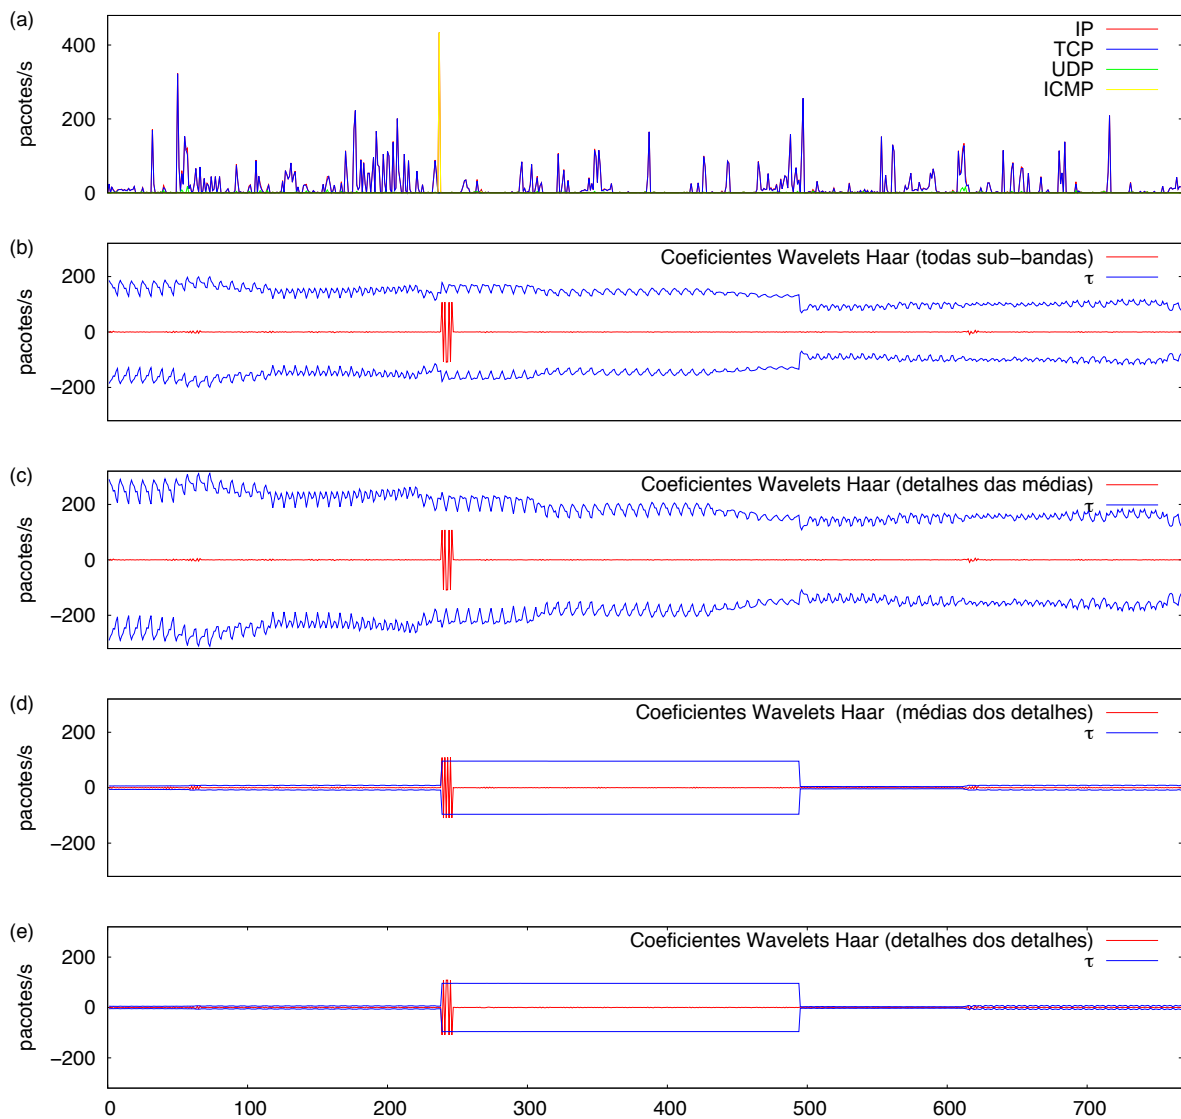 (a)
pacotes/s
400
200
0
IP
TCP
UDP
ICMP
(b)
pacotes/s
200
0
−200
Coeficientes Wavelets Haar (todas sub−bandas)
τ
(c)
pacotes/s
200
0
−200
Coeficientes Wavelets Haar (detalhes das médias)
τ
(d)
pacotes/s
200
0
−200
Coeficientes Wavelets Haar (médias dos detalhes)
τ
(e)
pacotes/s
200
0
−200
Coeficientes Wavelets Haar (detalhes dos detalhes)
τ
0 100 200 300 400 500 600 700